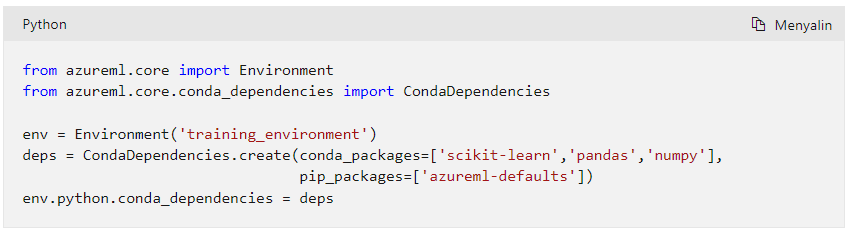 Python
Menyalin
from azureml.core import Environment
from azureml.core.conda_dependencies import CondaDependencies
env = Environment('training_environment')
deps = CondaDependencies.create(conda_packages=['scikit-learn','pandas','numpy'],
pip_packages=['azureml-defaults'])
env.python.conda_dependencies = deps